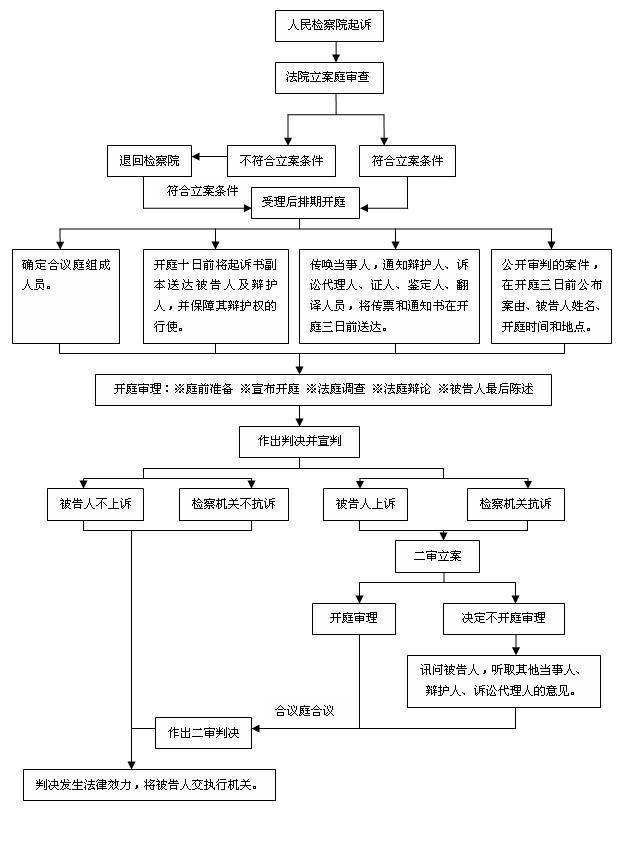 人民检察院起诉
法院立案庭审查
退回检察院
不符合立案条件
符合立案条件
符合立案条件
受理后排期开庭
确定合议庭组成
人员。
开庭十日前将起诉书副
本送达被告人及辩护
人，并保障其辩护权的
行使。
传唤当事人，通知辩护人、诉
讼代理人、证人、鉴定人、翻
译人员，将传票和通知书在开
庭三日前送达。
公开审判的案件，
在开庭三日前公布
案由、被告人姓名、
开庭时间和地点。
开庭审理：※庭前准备 ※宣布开庭 ※法庭调查 ※法庭辩论 ※被告人最后陈述
作出判决并宣判
被告人不上诉
检察机关不抗诉
被告人上诉
检察机关抗诉
二审立案
开庭审理
决定不开庭审理
讯问被告人，听取其他当事人、
辩护人、诉讼代理人的意见。
合议庭合议
作出二审判决
判决发生法律效力，将被告人交执行机关。